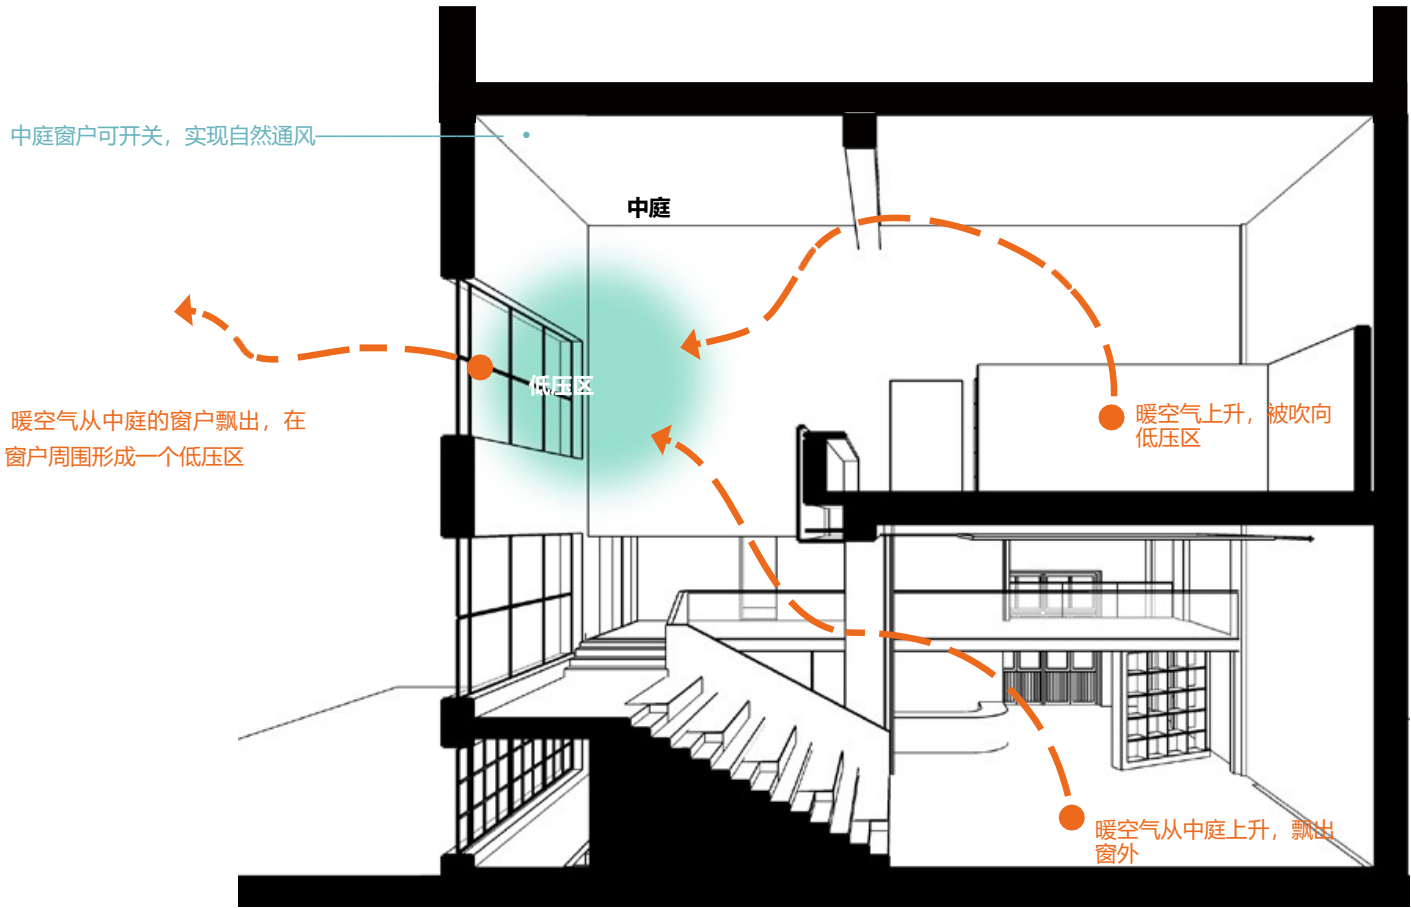 中庭窗户可开关，实现自然通风
中庭
低压区
暖空气从中庭的窗户飘出，在
窗户周围形成一个低压区
暖空气上升，被吹向
低压区
暖空气从中庭上升，飘出
窗外